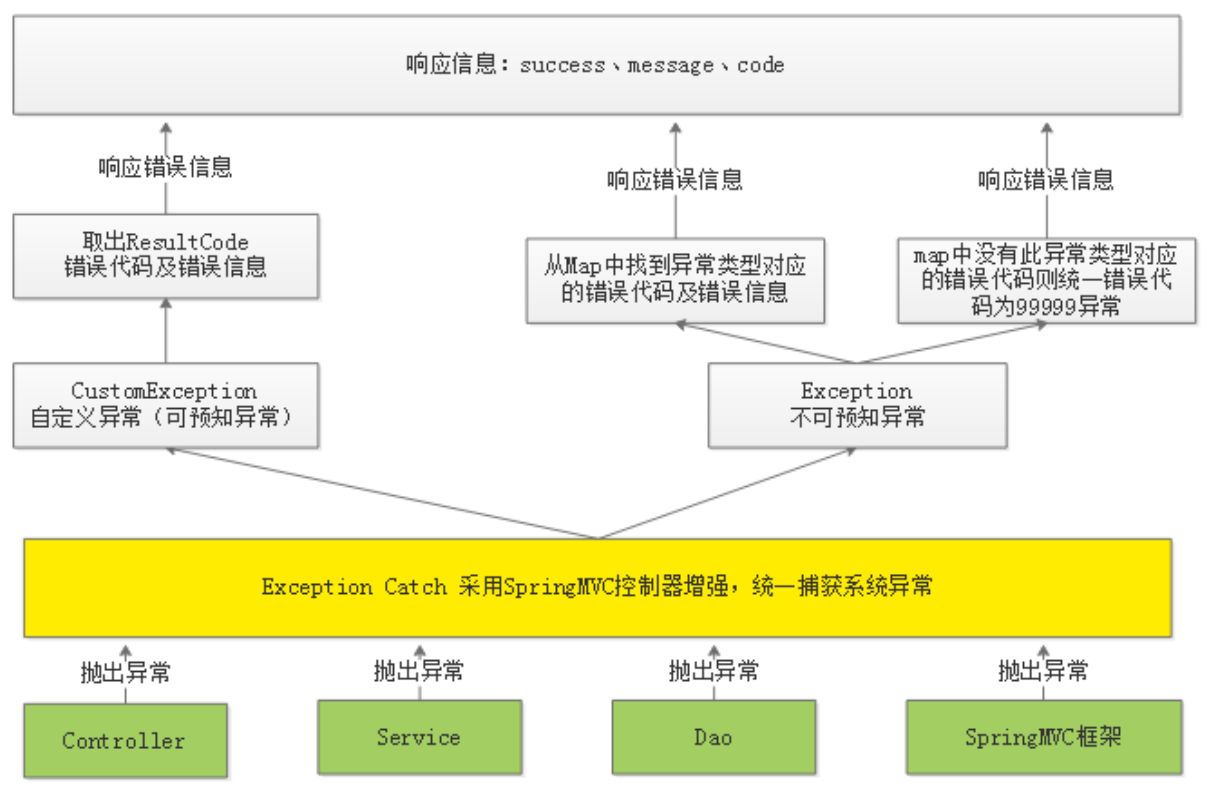 响应信息：success、message、code
响应错误信息
响应错误信息
响应错误信息
取出ResultCode
错误代码及错误信息
从Map中找到异常类型对应
的错误代码及错误信息
map中没有此异常类型对应
的错误代码则统一错误代
码为99999异常
CustomException
自定义异常（可预知异常）
Exception
不可预知异常
Exception Catch 采用SpringMVC控制器增强，统一捕获系统异常
抛出异常
抛出异常
抛出异常
抛出异常
Controller
Service
Dao
SpringMVC框架